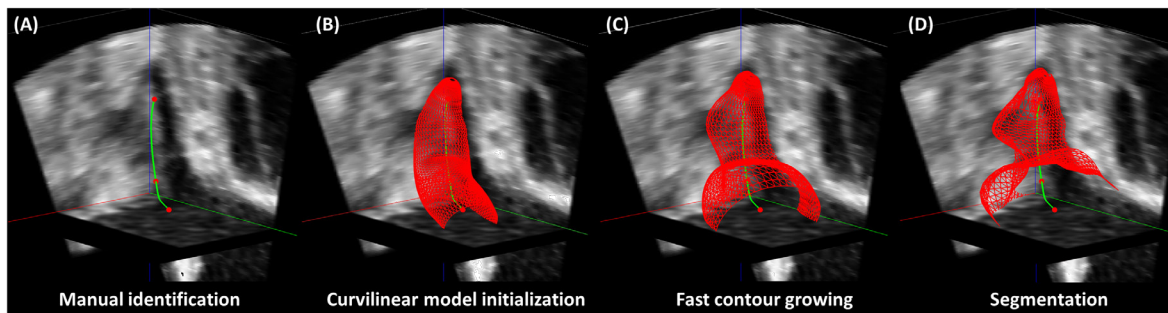 (A) (B) (C) (D)
Manual identification Curvilinear model initialization Fast contour growing Segmentation